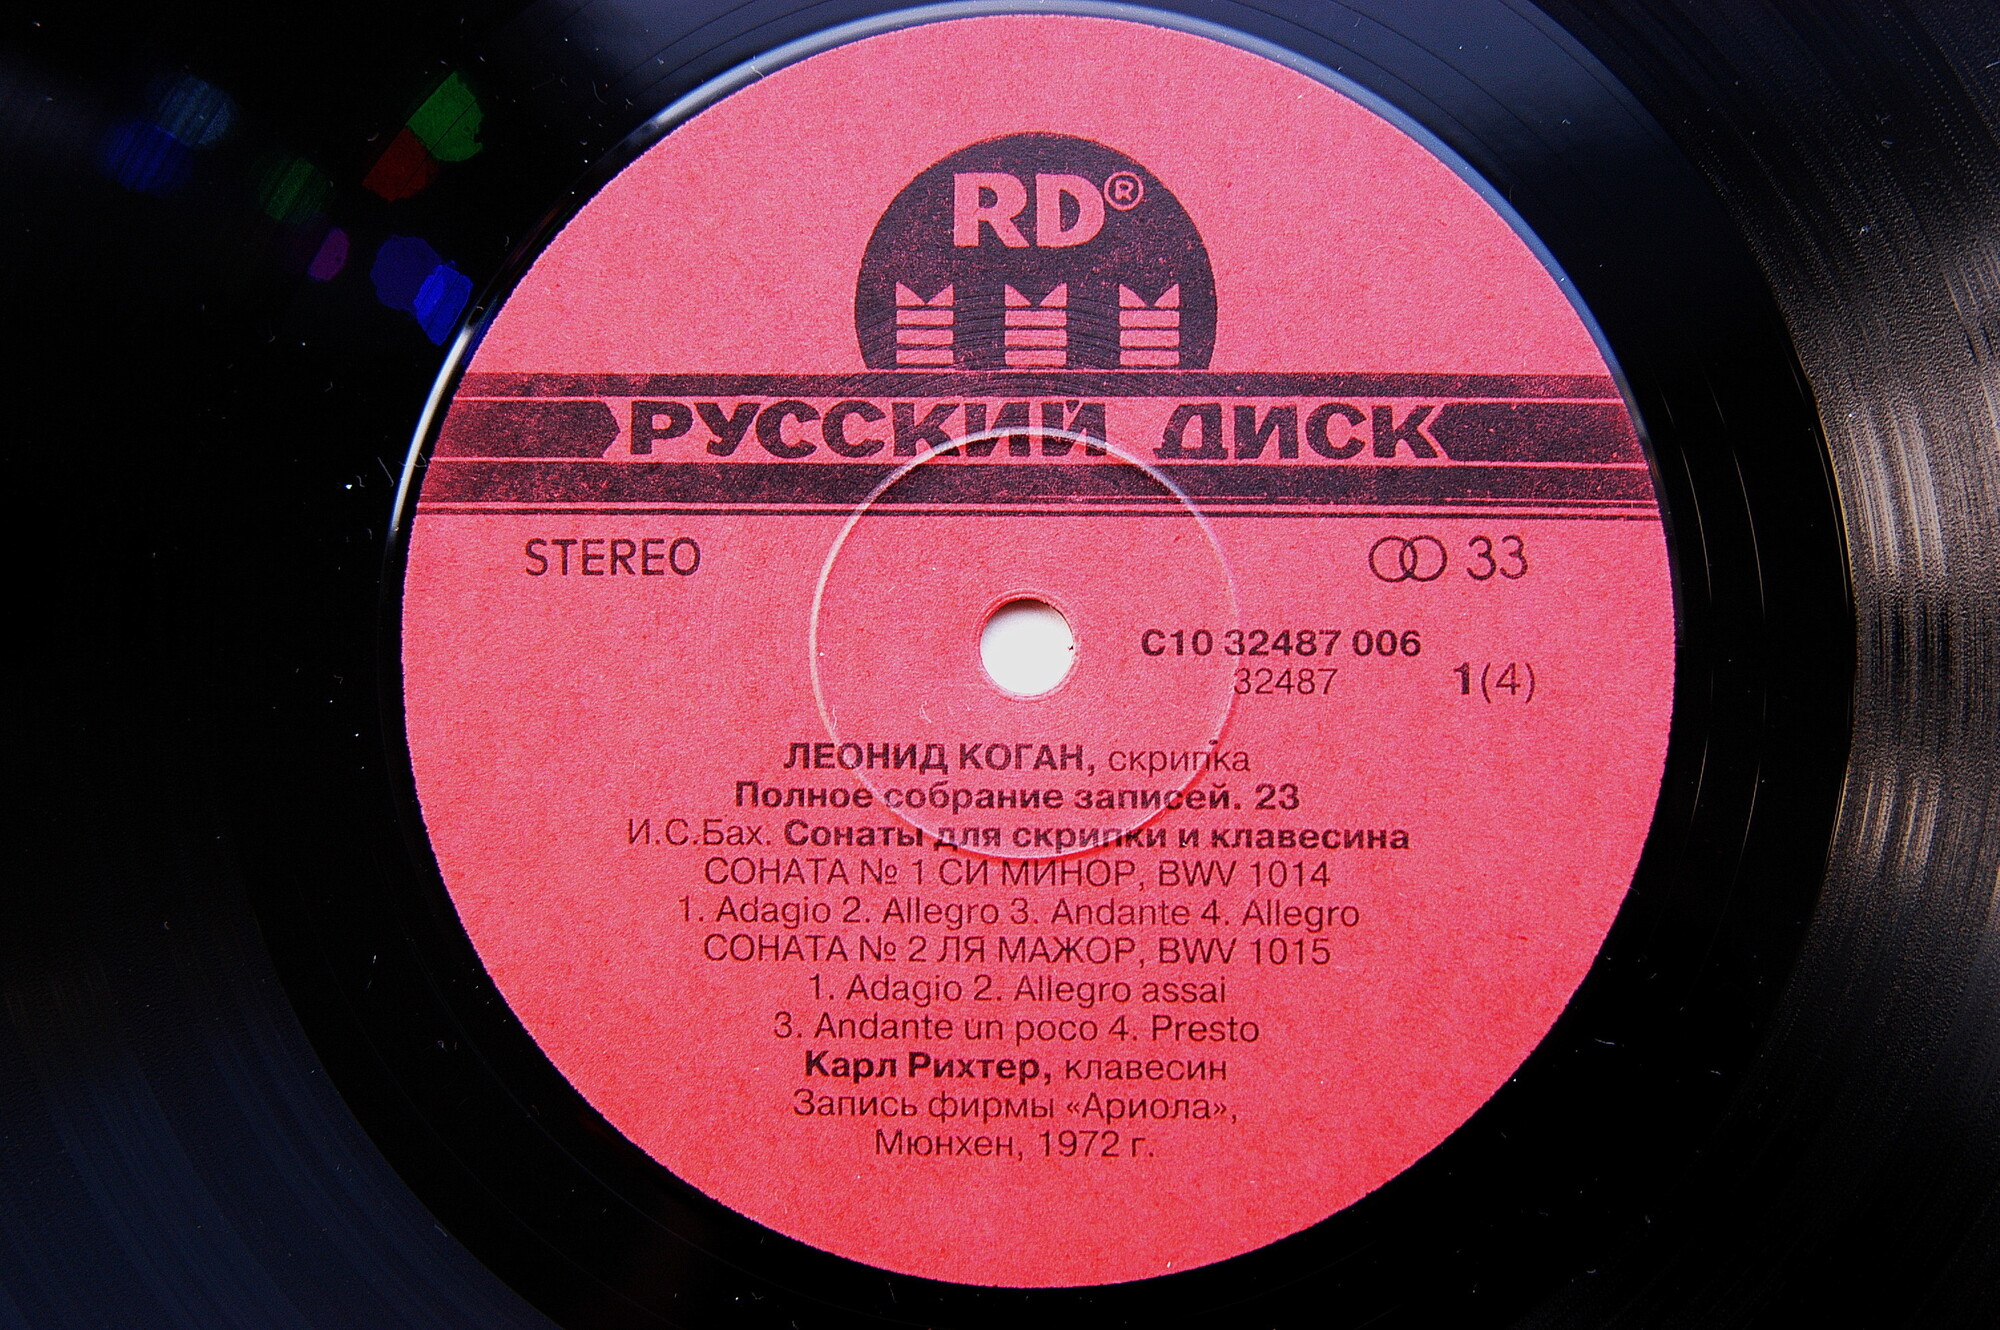 RD®
РУССКИЙ ДИСК
STEREO
33
С10 32487 006
32487 1(4)
ЛЕОНИД КОГАН, скрипка
Полное собрание записей. 23
И.С.Бах. Сонаты для скрипки и клавесина
СОНАТА № 1 СИ МИНОР, BWV 1014
1. Adagio 2. Allegro 3. Andante 4. Allegro
СОНАТА № 2 ЛЯ МАЖОР, BWV 1015
1. Adagio 2. Allegro assai
3. Andante un poco 4. Presto
Карл Рихтер, клавесин
Запись фирмы «Ариола»,
Мюнхен, 1972 г.